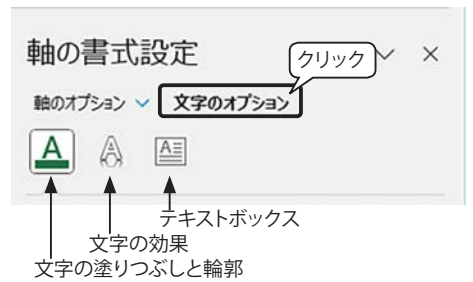 軸の書式設定
クリック
軸のオプション
文字のオプション
テキストボックス
文字の効果
文字の塗りつぶしと輪郭